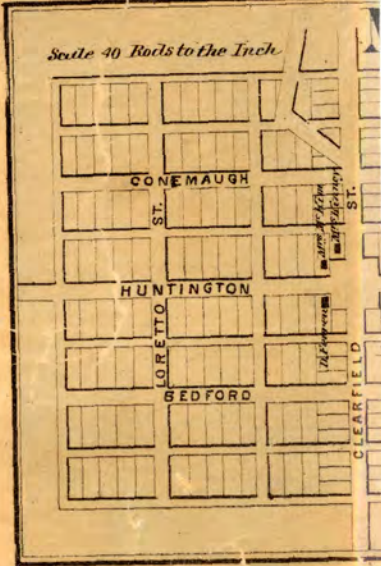 Scale 40 Rods to the Inch
CONEMAUGH
ST.
ST.
HUNTINGTON
LORETTO
BEDFORD
CLEARFIELD